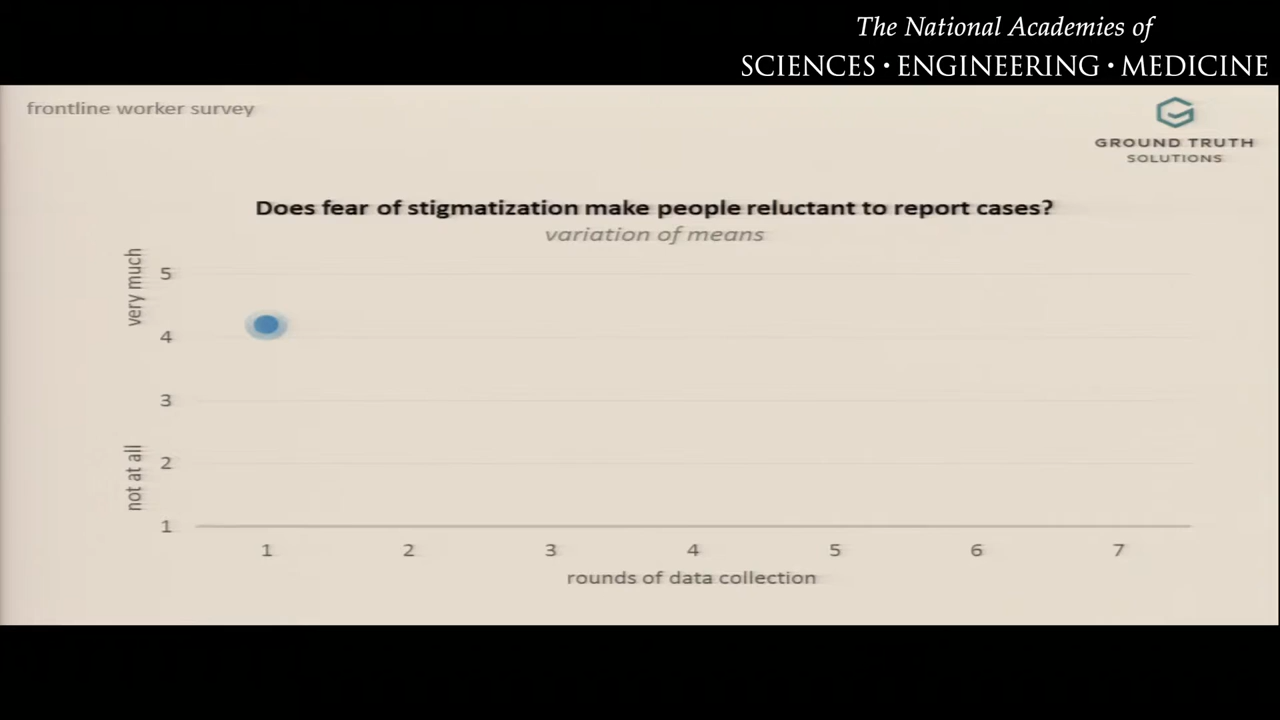 The National Academies of
SCIENCES • ENGINEERING • MEDICINE
frontline worker survey
GROUND TRUTH
SOLUTIONS
Does fear of stigmatization make people reluctant to report cases?
variation of means
very much
not at all
5
4
3
2
1
1 2 3 4 5 6 7
rounds of data collection